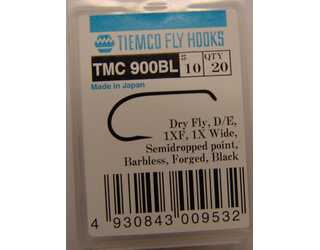 TIEMCO FLY HOOKS
TMC 900BL
SIZE 10
QTY 20
Made in Japan
Dry Fly, D/E,
1XF, 1X Wide,
Semidropped point,
Barbless, Forged, Black
4 930843 009532